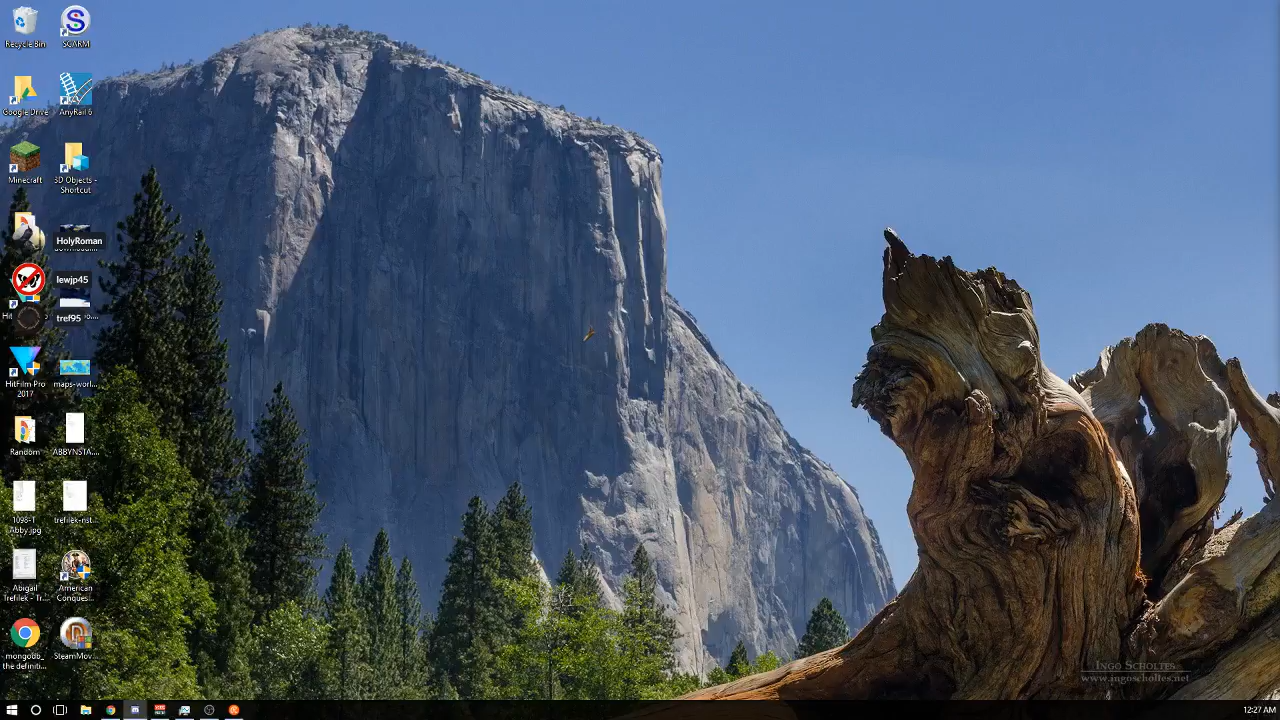 Recycle Bin
SCARM
Google Drive
AnyRail 6
Minecraft
3D Objects -
Shortcut
HolyRoman
lewjp45
tref95
HitFilm Pro
2017
maps-worl...
Random
ABBYNSTA....
1098-T
Abby.jpg
trefilek-nst...
Abigail
Trefilek - Tr...
American
Conques...
mongodb_
the definiti...
SteamMov...
INGO SCHOLTES
www.ingoscholtes.net
12:27 AM